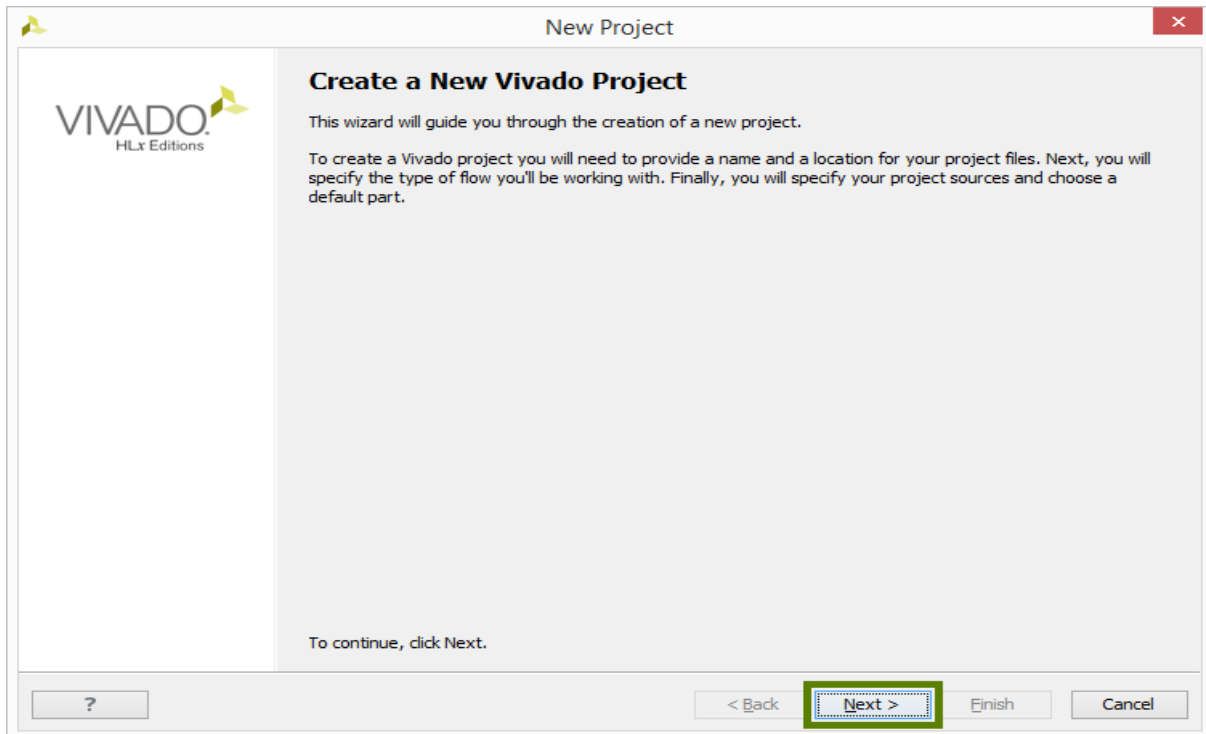 New Project
VIVADO.
HLx Editions
Create a New Vivado Project
This wizard will guide you through the creation of a new project.
To create a Vivado project you will need to provide a name and a location for your project files. Next, you will
specify the type of flow you'll be working with. Finally, you will specify your project sources and choose a
default part.
To continue, click Next.
?
< Back
Next >
Finish
Cancel